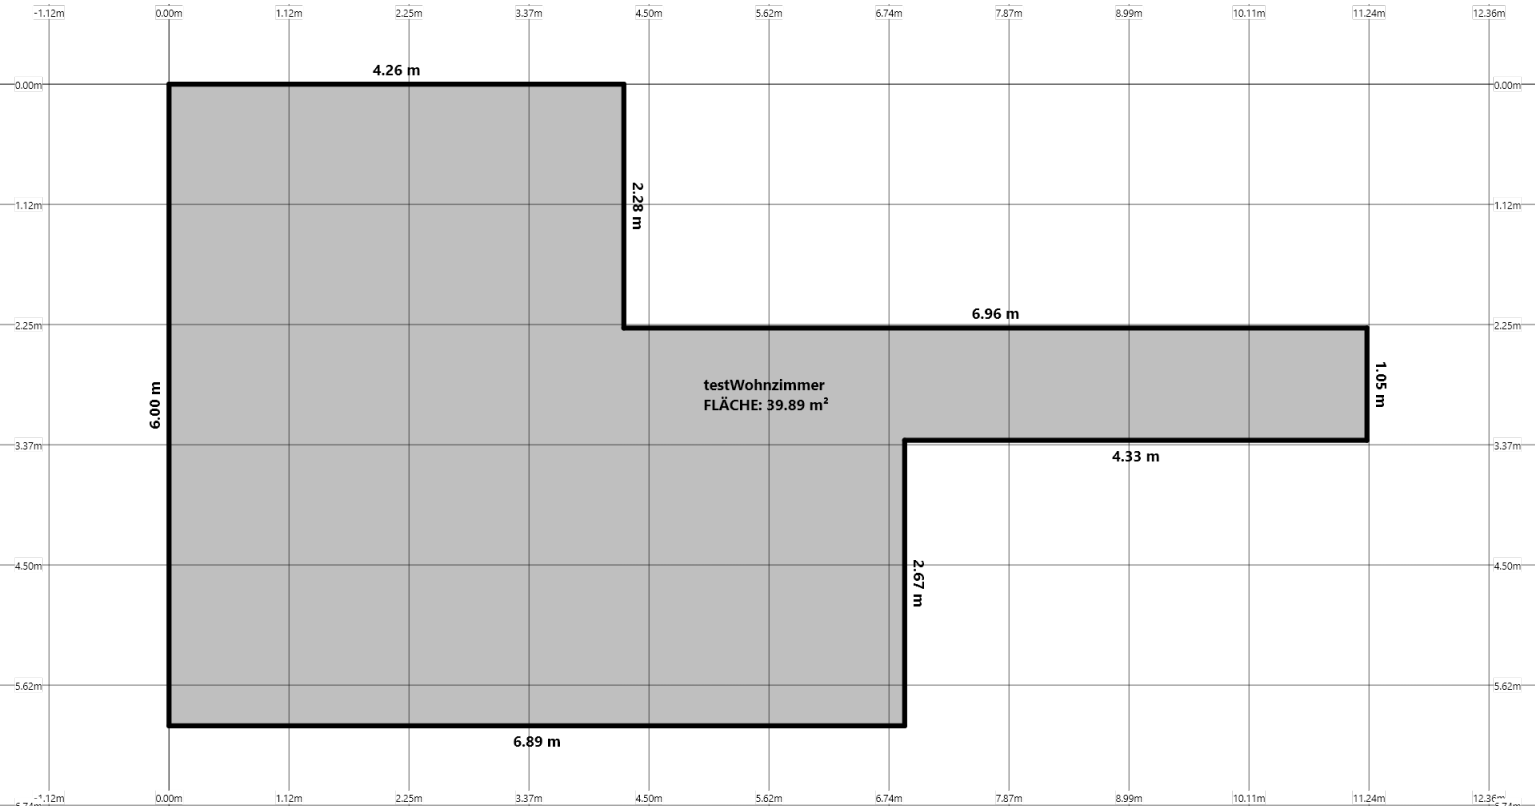 -1.12m 0.00m 1.12m 2.25m 3.37m 4.50m 5.62m 6.74m 7.87m 8.99m 10.11m 11.24m 12.36m
4.26 m
0.00m 0.00m
2.28 m
1.12m 1.12m
6.96 m
2.25m 2.25m
1.05 m
testWohnzimmer
FLÄCHE: 39.89 m²
6.00 m
3.37m 3.37m
4.33 m
2.67 m
4.50m 4.50m
5.62m 5.62m
6.89 m
-1.12m 0.00m 1.12m 2.25m 3.37m 4.50m 5.62m 6.74m 7.87m 8.99m 10.11m 11.24m 12.36m